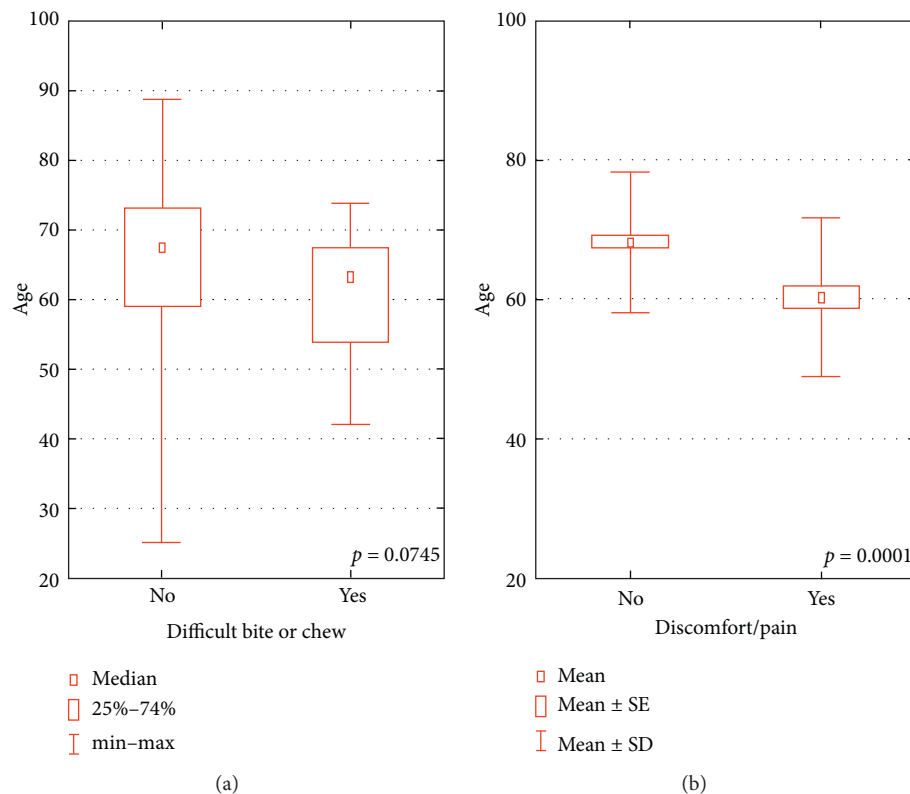 100
90
80
70
60
50
40
30
20
Age
No
Yes
p = 0.0745
Difficult bite or chew
Median
25%–74%
min–max
(a)
100
80
60
40
20
Age
No
Yes
p = 0.0001
Discomfort/pain
Mean
Mean ± SE
Mean ± SD
(b)